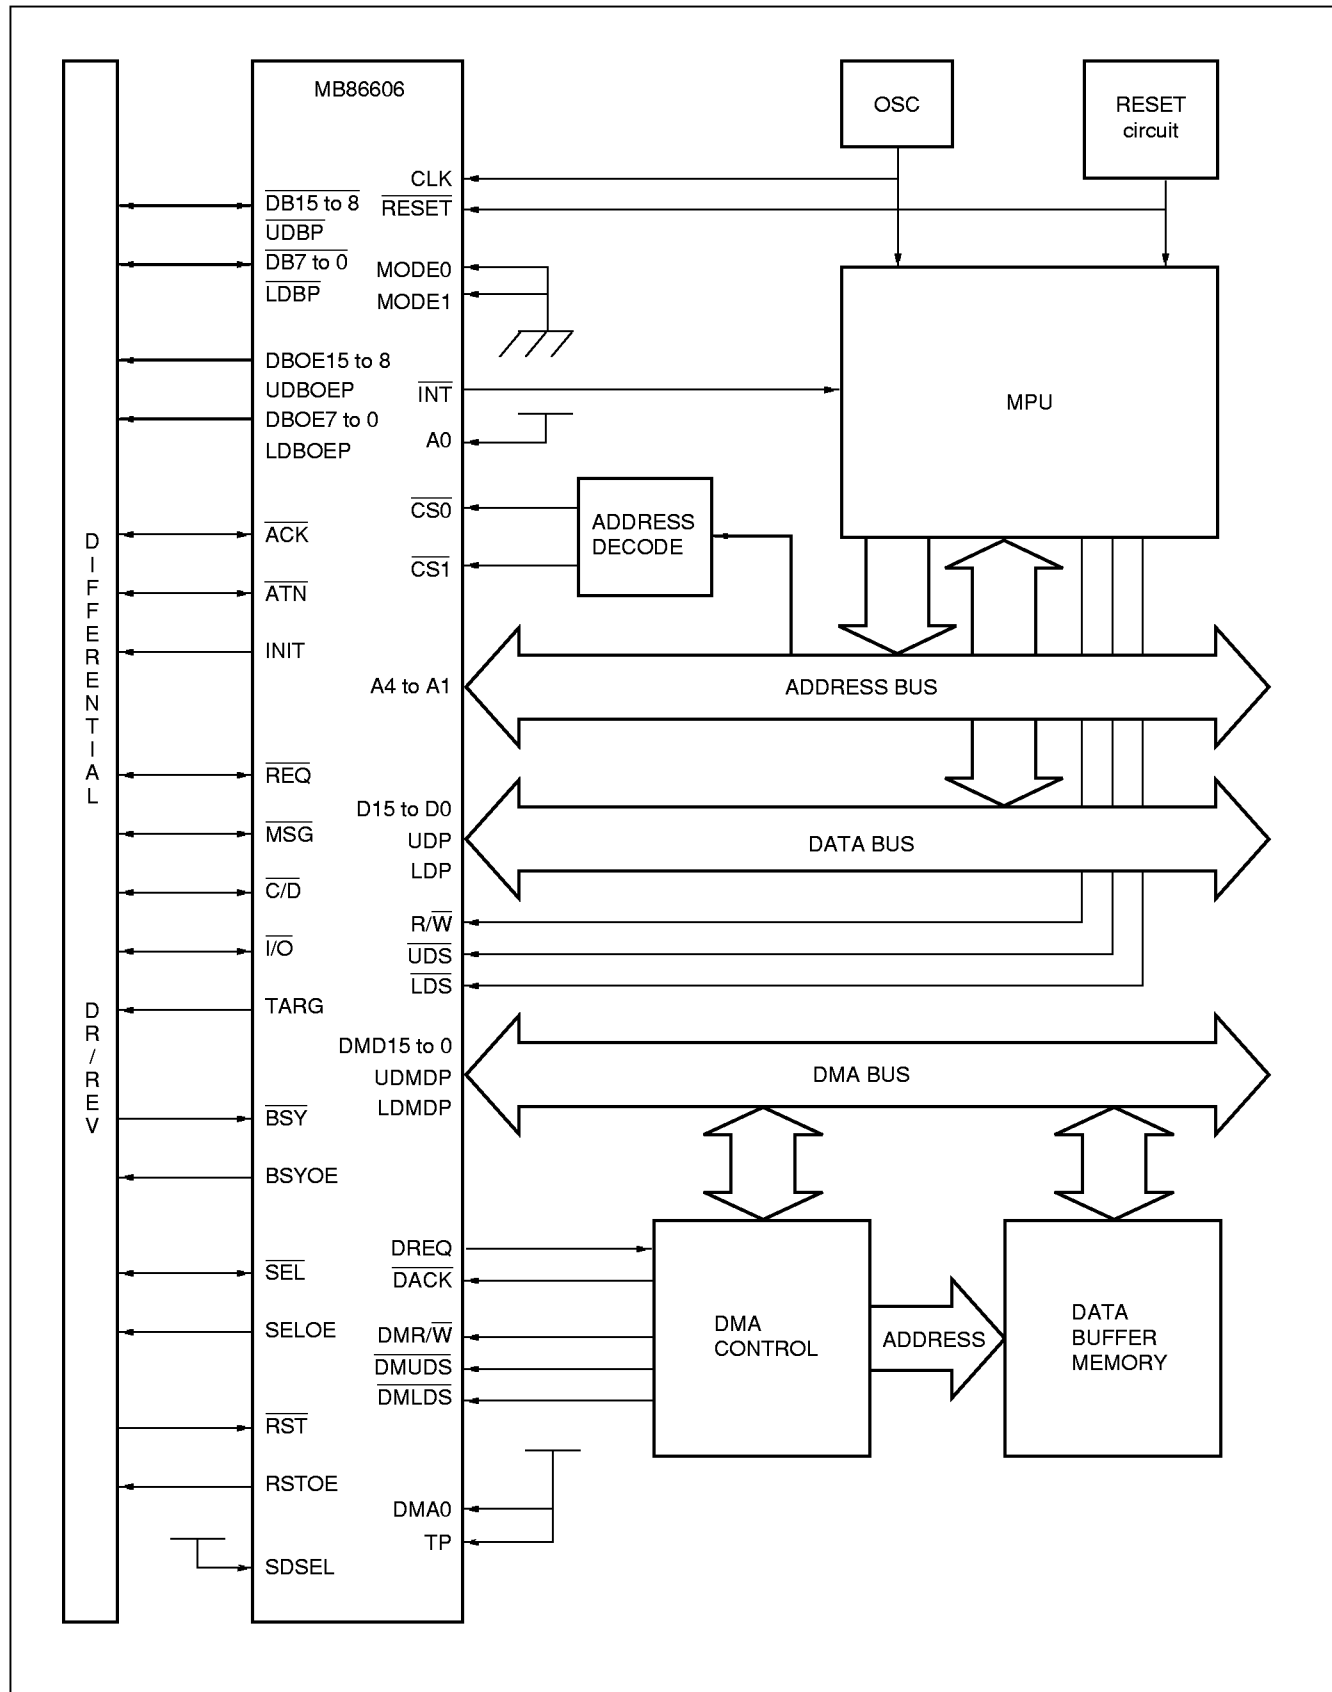 MB86606
OSC
RESET
circuit
CLK
RESET
DB15 to 8
UDBP
DB7 to 0
LDBP
MODE0
MODE1
DBOE15 to 8
UDBOEP
DBOE7 to 0
LDBOEP
INT
A0
MPU
CS0
CS1
ADDRESS
DECODE
ACK
ATN
INIT
A4 to A1
ADDRESS BUS
DIFFERENTIAL
REQ
MSG
C/D
I/O
TARG
D15 to D0
UDP
LDP
DATA BUS
R/W
UDS
LDS
DR/REV
DMD15 to 0
UDMDP
LDMDP
DMA BUS
BSY
BSYOE
SEL
SELOE
RST
RSTOE
SDSEL
DREQ
DACK
DMR/W
DMUDS
DMLDS
DMA
CONTROL
ADDRESS
DATA
BUFFER
MEMORY
DMA0
TP